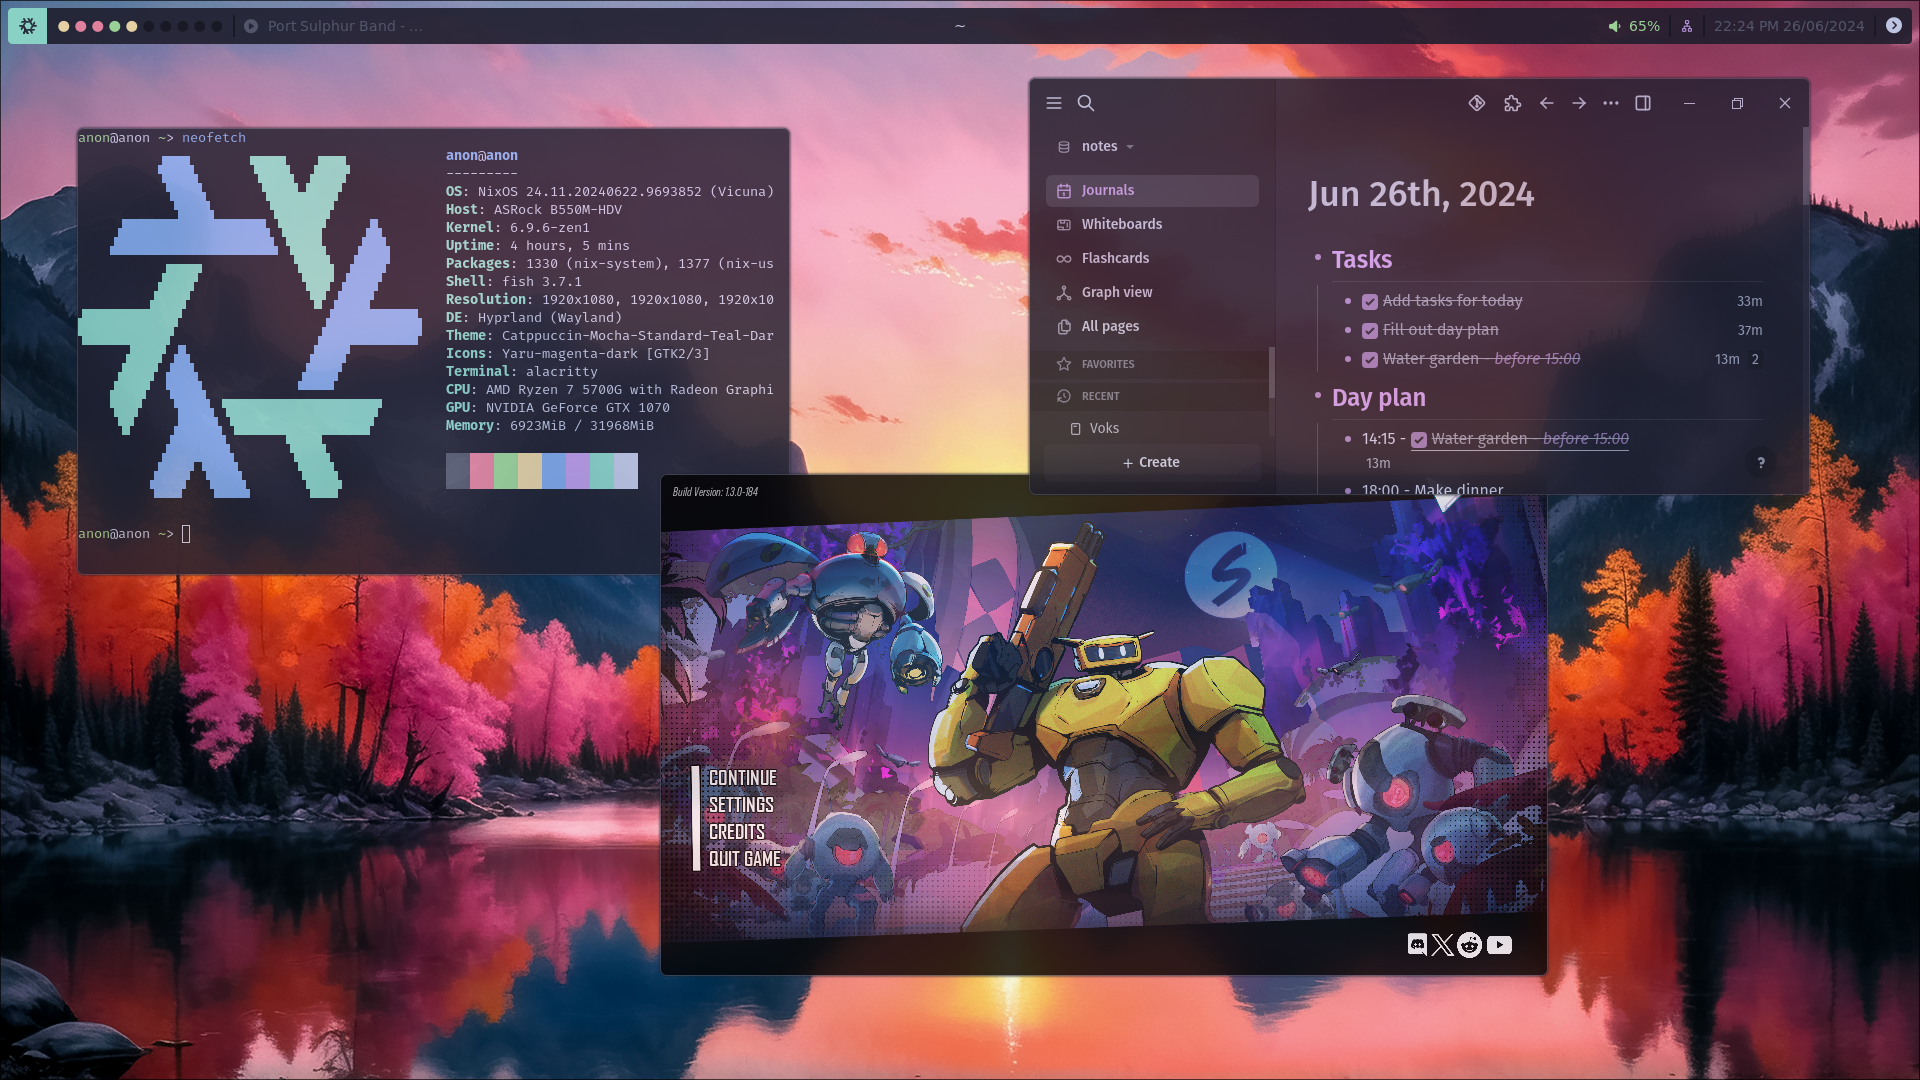 Port Sulphur Band - ...
~
65%
22:24 PM 26/06/2024
anon@anon ~> neofetch
anon@anon
---------
OS: NixOS 24.11.20240622.9693852 (Vicuna)
Host: ASRock B550M-HDV
Kernel: 6.9.6-zen1
Uptime: 4 hours, 5 mins
Packages: 1330 (nix-system), 1377 (nix-us
Shell: fish 3.7.1
Resolution: 1920x1080, 1920x1080, 1920x10
DE: Hyprland (Wayland)
Theme: Catppuccin-Mocha-Standard-Teal-Dar
Icons: Yaru-magenta-dark [GTK2/3]
Terminal: alacritty
CPU: AMD Ryzen 7 5700G with Radeon Graphi
GPU: NVIDIA GeForce GTX 1070
Memory: 6923MiB / 31968MiB
anon@anon ~>
notes
Journals
Whiteboards
Flashcards
Graph view
All pages
FAVORITES
RECENT
Voks
+ Create
Jun 26th, 2024
Tasks
Add tasks for today 33m
Fill out day plan 37m
Water garden - before 15:00 13m 2
Day plan
14:15 - Water garden - before 15:00
13m
18:00 - Make dinner
?
Build Version: 1.3.0-184
S
CONTINUE
SETTINGS
CREDITS
QUIT GAME